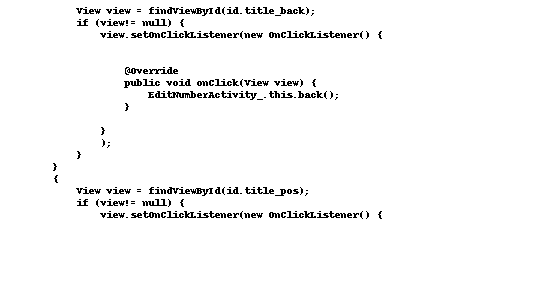 View view = findViewById(id.title_back);
if (view!= null) {
view.setOnClickListener(new OnClickListener() {
@Override
public void onClick(View view) {
EditNumberActivity_.this.back();
}
}
);
}
}
{
View view = findViewById(id.title_pos);
if (view!= null) {
view.setOnClickListener(new OnClickListener() {